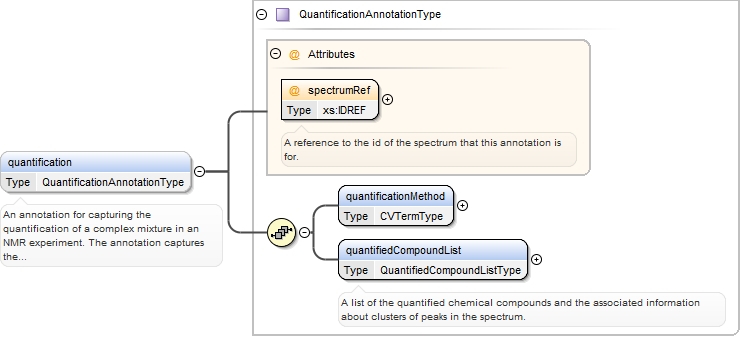 QuantificationAnnotationType
@ Attributes
@ spectrumRef
Type xs:IDREF
A reference to the id of the spectrum that this annotation is
for.
quantification
Type QuantificationAnnotationType
An annotation for capturing the
quantification of a complex mixture in an
NMR experiment. The annotation captures
the...
quantificationMethod
Type CVTermType
quantifiedCompoundList
Type QuantifiedCompoundListType
A list of the quantified chemical compounds and the associated information
about clusters of peaks in the spectrum.